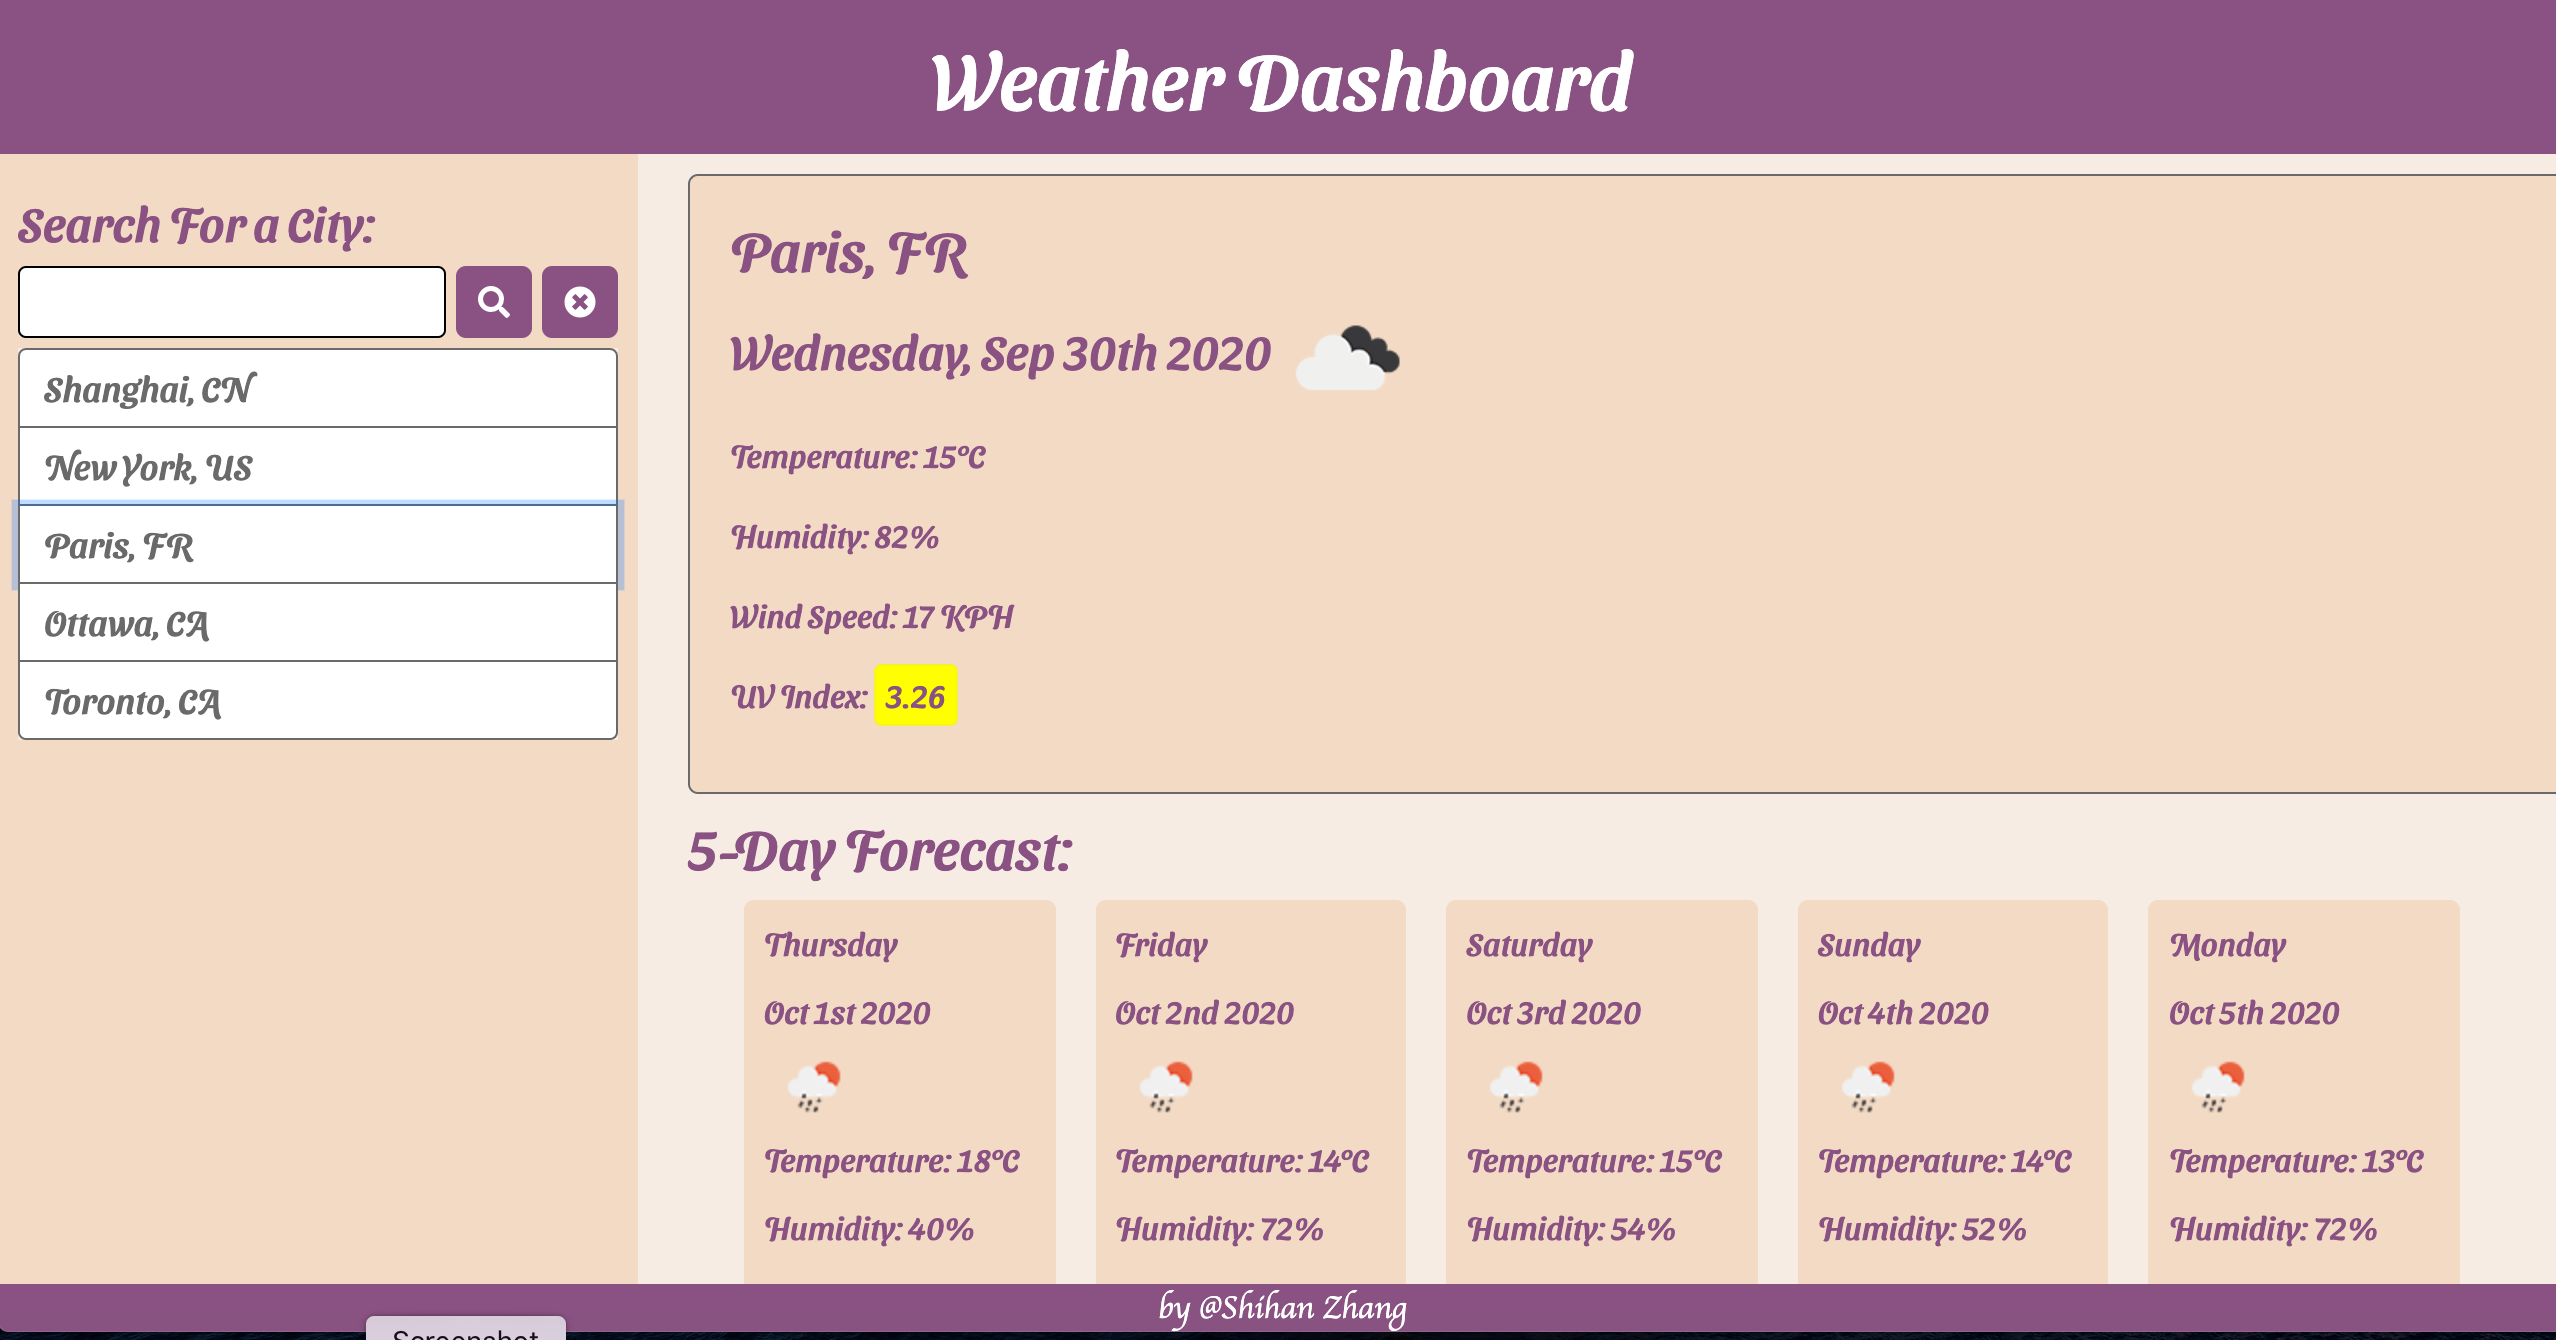 Weather Dashboard
Search For a City:
Shanghai, CN
New York, US
Paris, FR
Ottawa, CA
Toronto, CA
Paris, FR
Wednesday, Sep 30th 2020
Temperature: 15°C
Humidity: 82%
Wind Speed: 17 KPH
UV Index: 3.26
5-Day Forecast:
Thursday
Oct 1st 2020
Temperature: 18°C
Humidity: 40%
Friday
Oct 2nd 2020
Temperature: 14°C
Humidity: 72%
Saturday
Oct 3rd 2020
Temperature: 15°C
Humidity: 54%
Sunday
Oct 4th 2020
Temperature: 14°C
Humidity: 52%
Monday
Oct 5th 2020
Temperature: 13°C
Humidity: 72%
by @Shihan Zhang
Screenshot